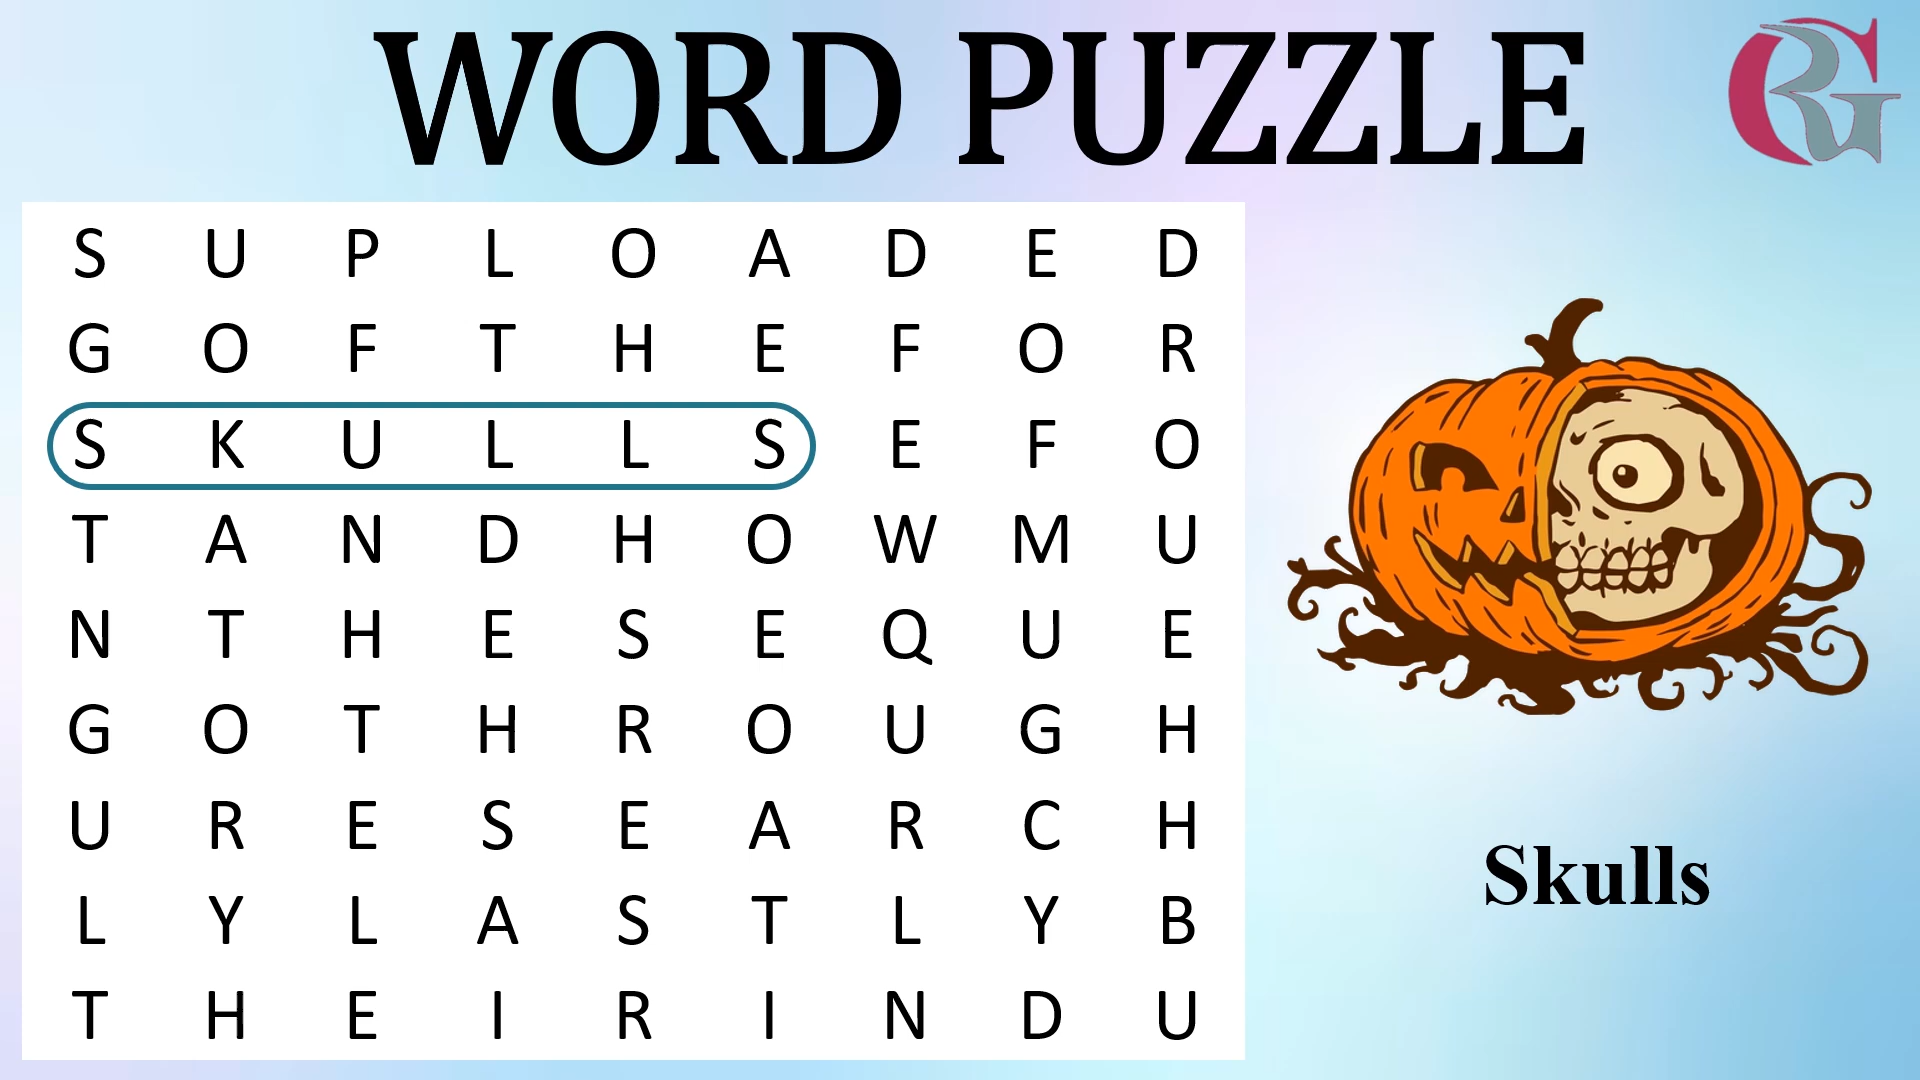 WORD PUZZLE
S U P L O A D E D
G O F T H E F O R
S K U L L S E F O
T A N D H O W M U
N T H E S E Q U E
G O T H R O U G H
U R E S E A R C H
L Y L A S T L Y B
T H E I R I N D U
Skulls